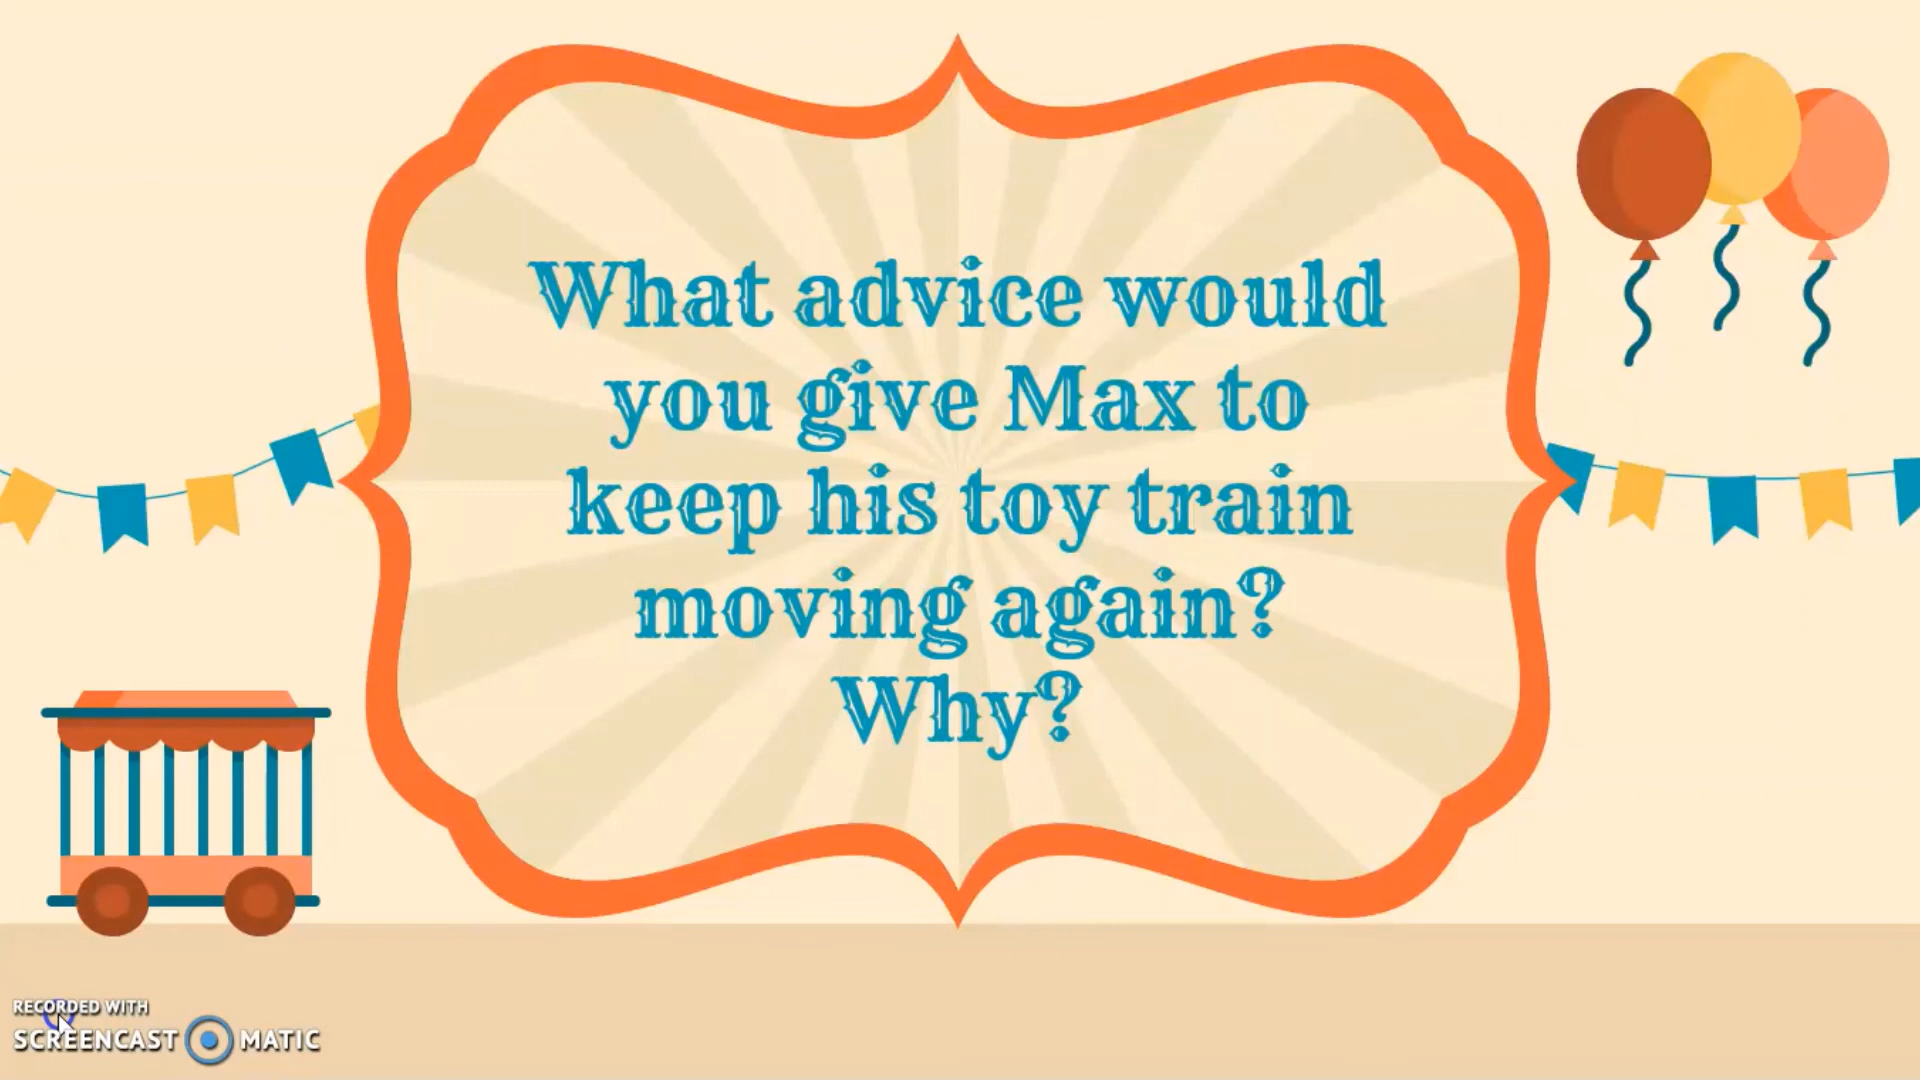 What advice would
you give Max to
keep his toy train
moving again?
Why?
RECORDED WITH
SCREENCAST MATIC